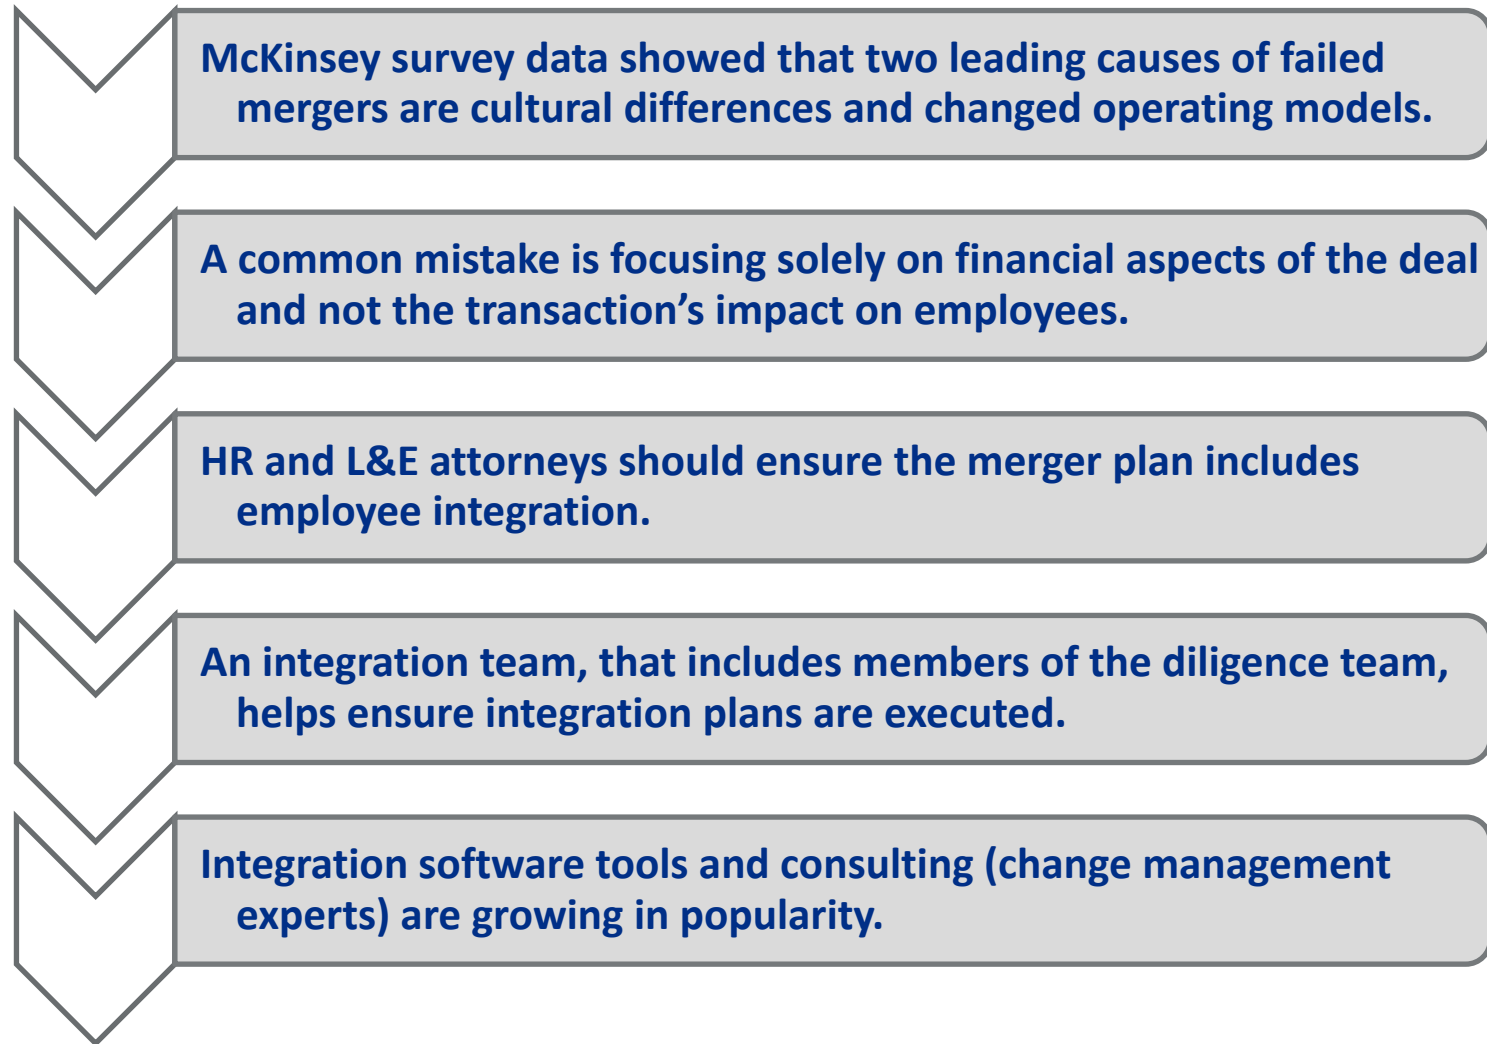 McKinsey survey data showed that two leading causes of failed
mergers are cultural differences and changed operating models.
A common mistake is focusing solely on financial aspects of the deal
and not the transaction’s impact on employees.
HR and L&E attorneys should ensure the merger plan includes
employee integration.
An integration team, that includes members of the diligence team,
helps ensure integration plans are executed.
Integration software tools and consulting (change management
experts) are growing in popularity.